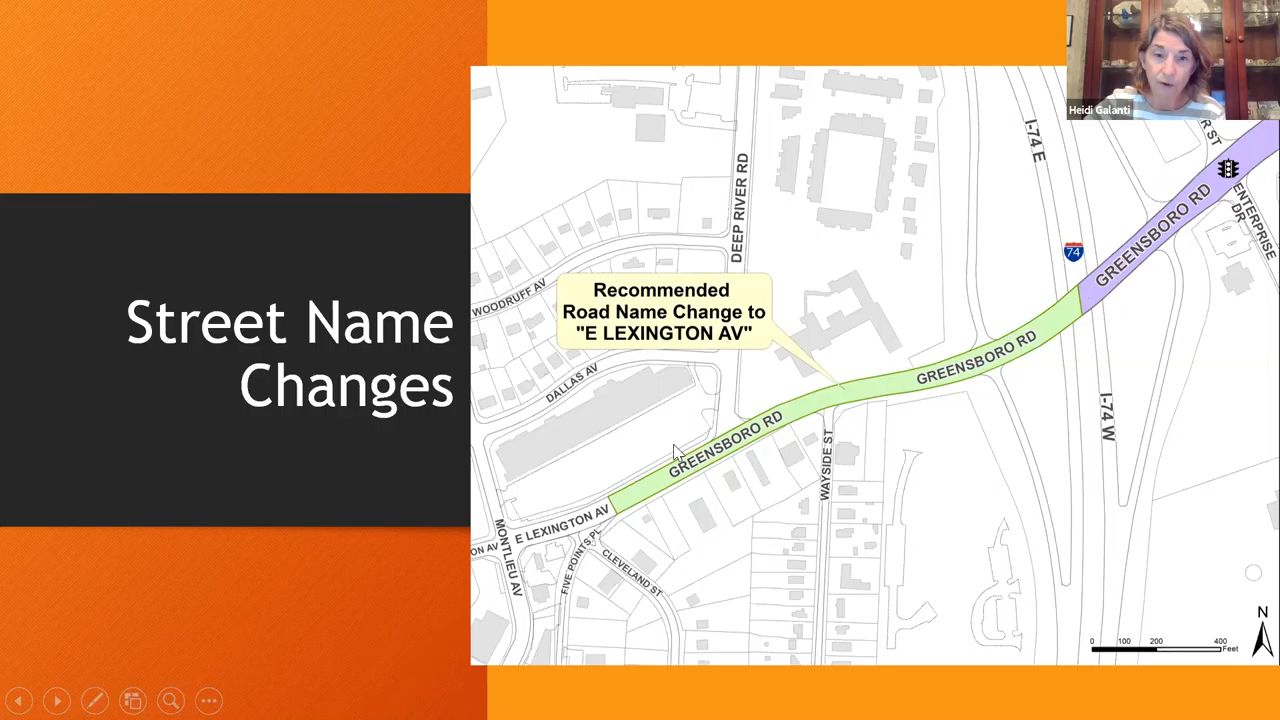 Street Name
Changes
Heidi Galanti
I-74 E
DEEP RIVER RD
ENTERPRISE
DR
GREENSBORO RD
74
WOODRUFF AV
Recommended
Road Name Change to
"E LEXINGTON AV"
GREENSBORO RD
DALLAS AV
I-74 W
GREENSBORO RD
WAYSIDE ST
E LEXINGTON AV
ON AV
MONTLIEU AV
FIVE POINTS PL
CLEVELAND ST
N
0 100 200 400
Feet